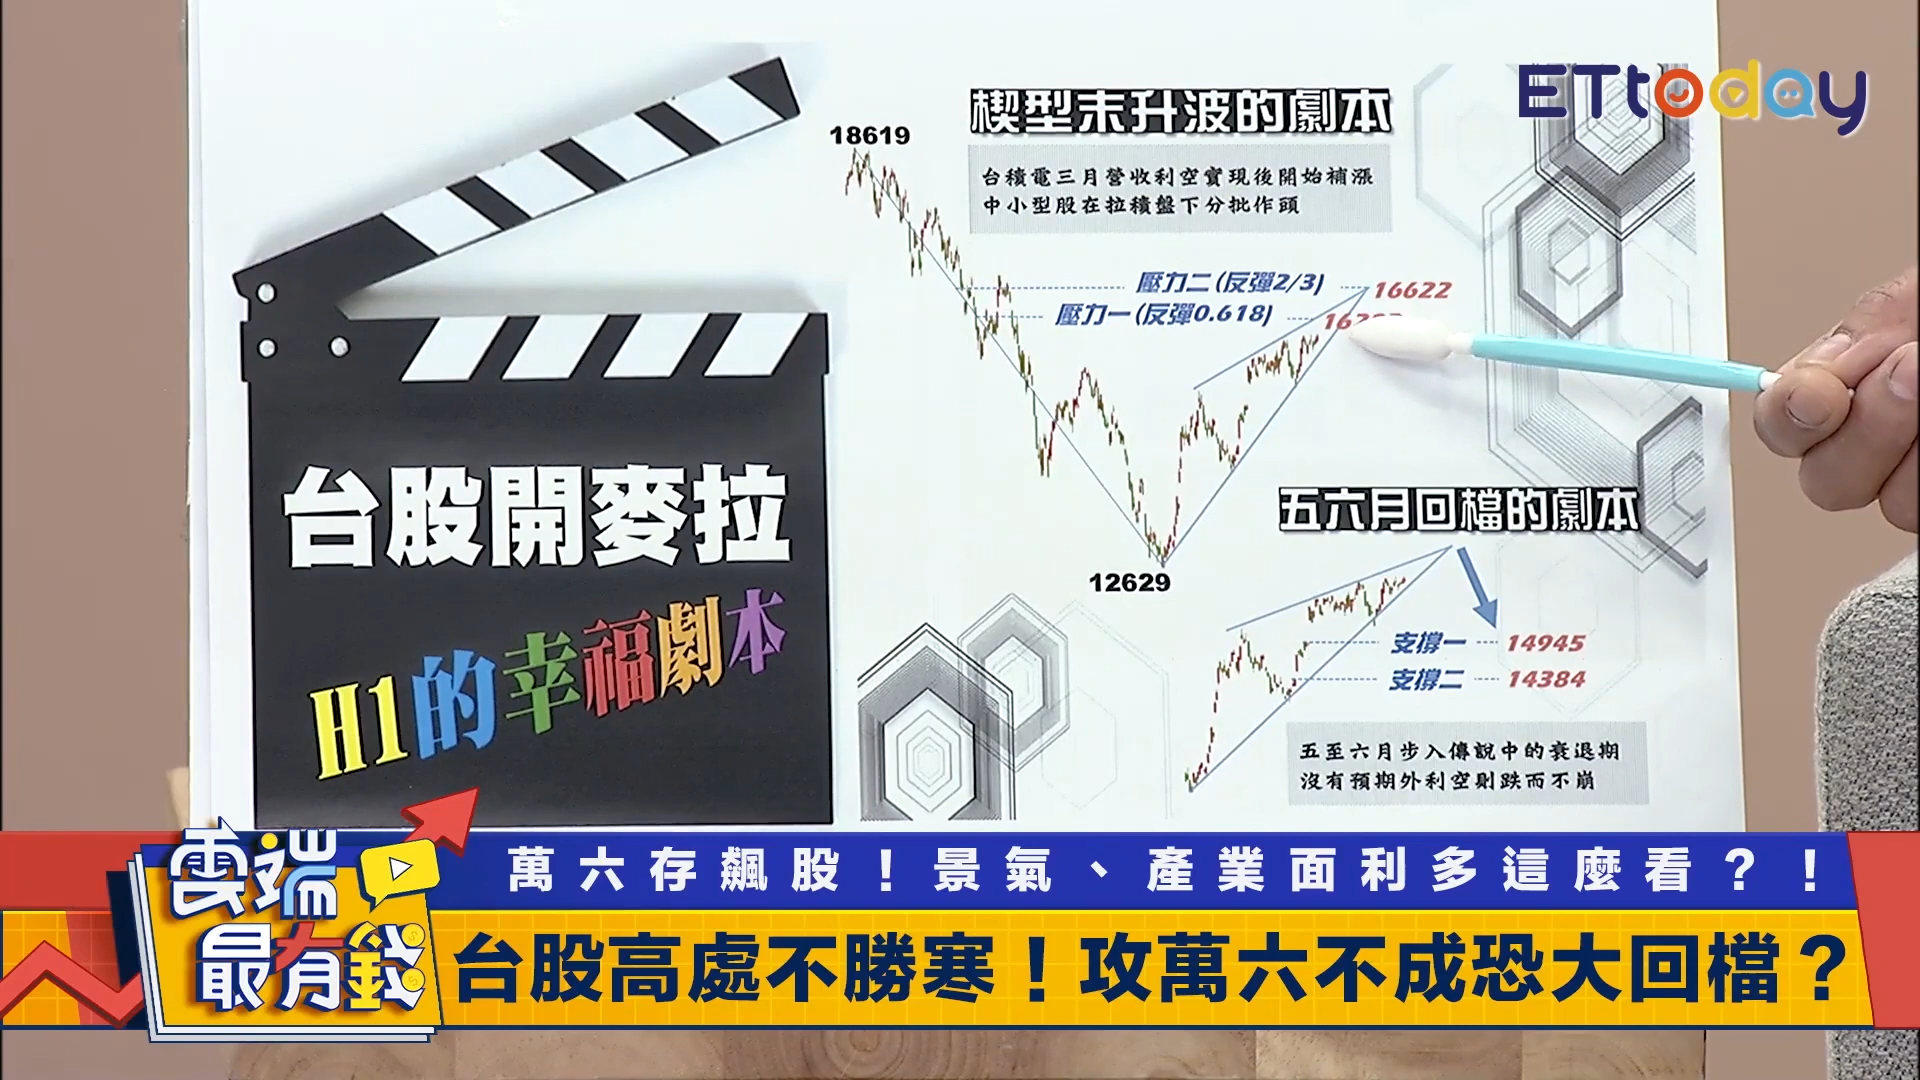 ETtoday
楔型末升波的劇本
18619
台積電三月營收利空實現後開始補漲
中小型股在拉積盤下分批作頭
壓力二(反彈2/3) 16622
壓力一(反彈0.618)
台股開麥拉
H1的幸福劇本
12629
五六月回檔的劇本
支撐一 14945
支撐二 14384
五至六月步入傳說中的衰退期
沒有預期外利空則跌而不崩
雲端最有錢
萬六存飆股！景氣、產業面利多這麼看？！
台股高處不勝寒！攻萬六不成恐大回檔？